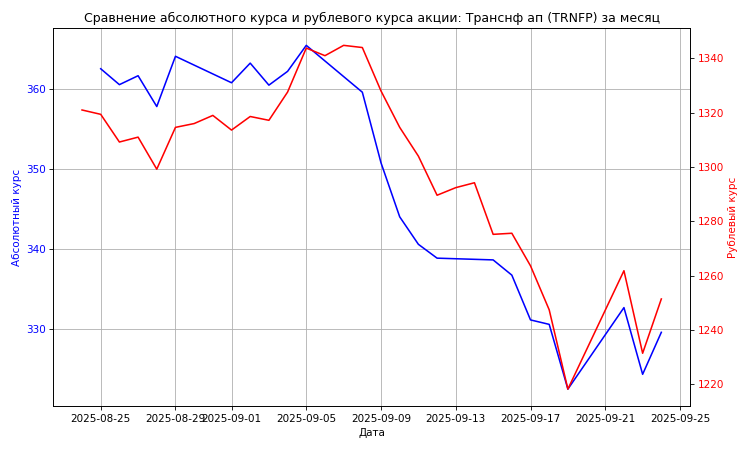 Сравнение абсолютного курса и рублевого курса акции: Транснф ап (TRNFP) за месяц
Абсолютный курс
360
350
340
330
1340
1320
1300
1280
1260
1240
1220
Рублевый курс
2025-08-25 2025-08-29 2025-09-01 2025-09-05 2025-09-09 2025-09-13 2025-09-17 2025-09-21 2025-09-25
Дата